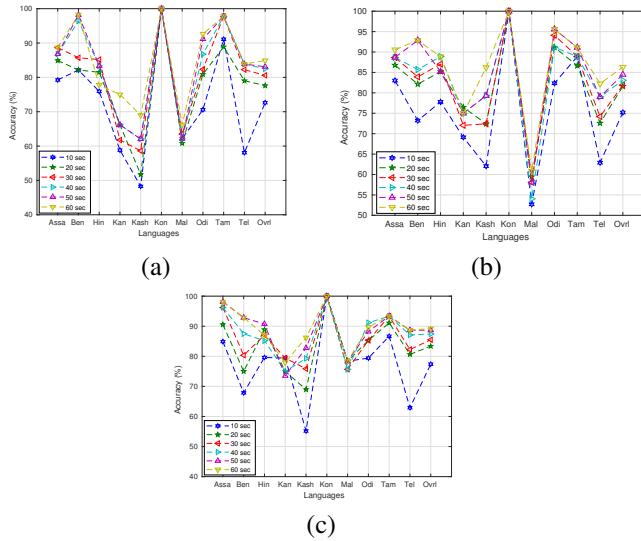 100
90
80
70
60
50
40
Accuracy (%)
10 sec
20 sec
30 sec
40 sec
50 sec
60 sec
Assa Ben Hin Kan Kash Kon Mal Odi Tam Tel Ovrl
Languages
(a)
100
95
90
85
80
75
70
65
60
55
50
Accuracy (%)
10 sec
20 sec
30 sec
40 sec
50 sec
60 sec
Assa Ben Hin Kan Kash Kon Mal Odi Tam Tel Ovrl
Languages
(b)
100
90
80
70
60
50
40
Accuracy (%)
10 sec
20 sec
30 sec
40 sec
50 sec
60 sec
Assa Ben Hin Kan Kash Kon Mal Odi Tam Tel Ovrl
Languages
(c)